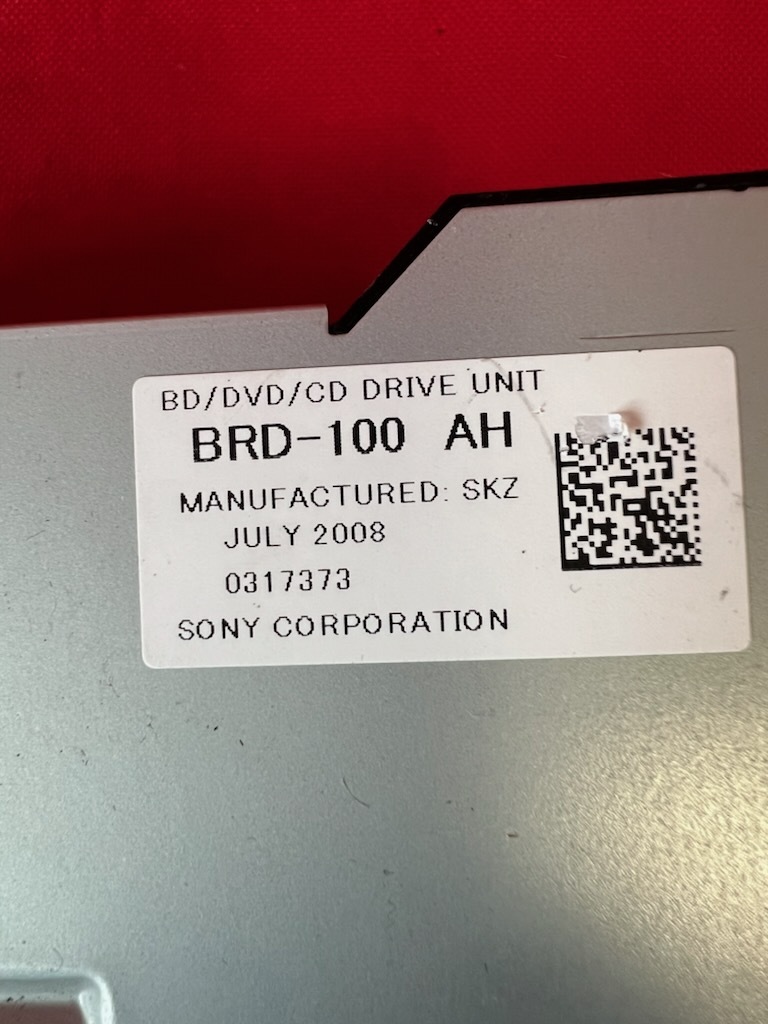 BD/DVD/CD DRIVE UNIT
BRD-100 AH
MANUFACTURED: SKZ
JULY 2008
0317373
SONY CORPORATION